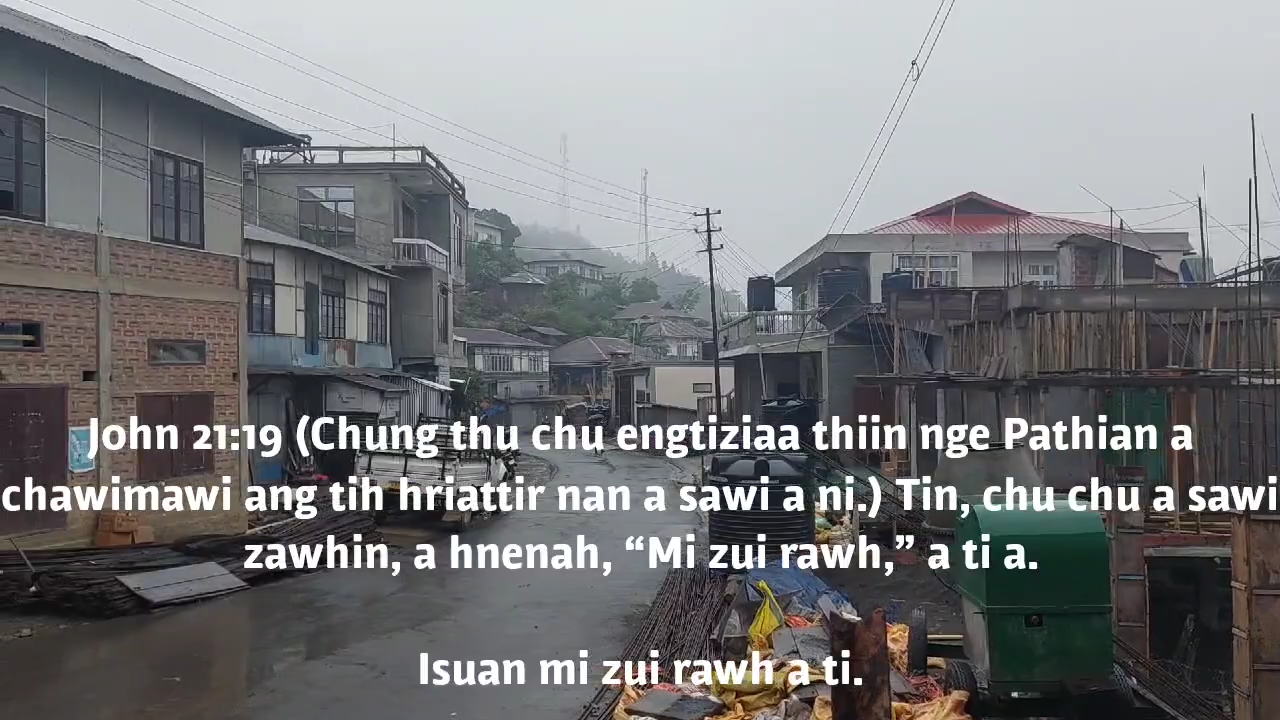 John 21:19 (Chung thu chu engtiziaa thiin nge Pathian a
chawimawi ang tih hriattir nan a sawi a ni.) Tin, chu chu a sawi
zawhin, a hnenah, “Mi zui rawh,” a ti a.
Isuan mi zui rawh a ti.